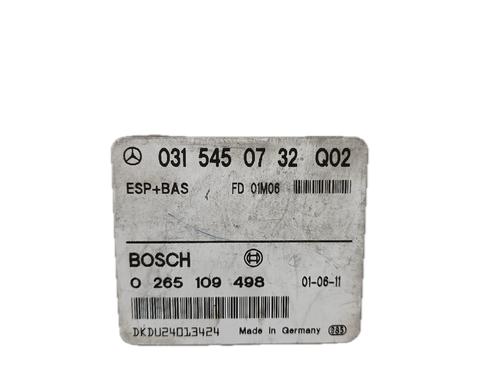 031 545 07 32 Q02
ESP+BAS FD 01M06
BOSCH
0 265 109 498 01-06-11
DKDU24013424 Made in Germany 085